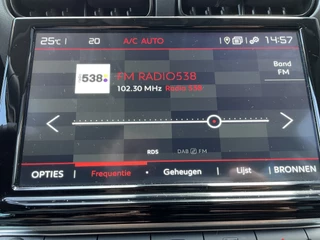 25°C 20 A/C AUTO 14:57
538
FM RADIO538
102.30 MHz Radio 538
Band
FM
RDS DAB FM
OPTIES Frequentie Geheugen Lijst BRONNEN